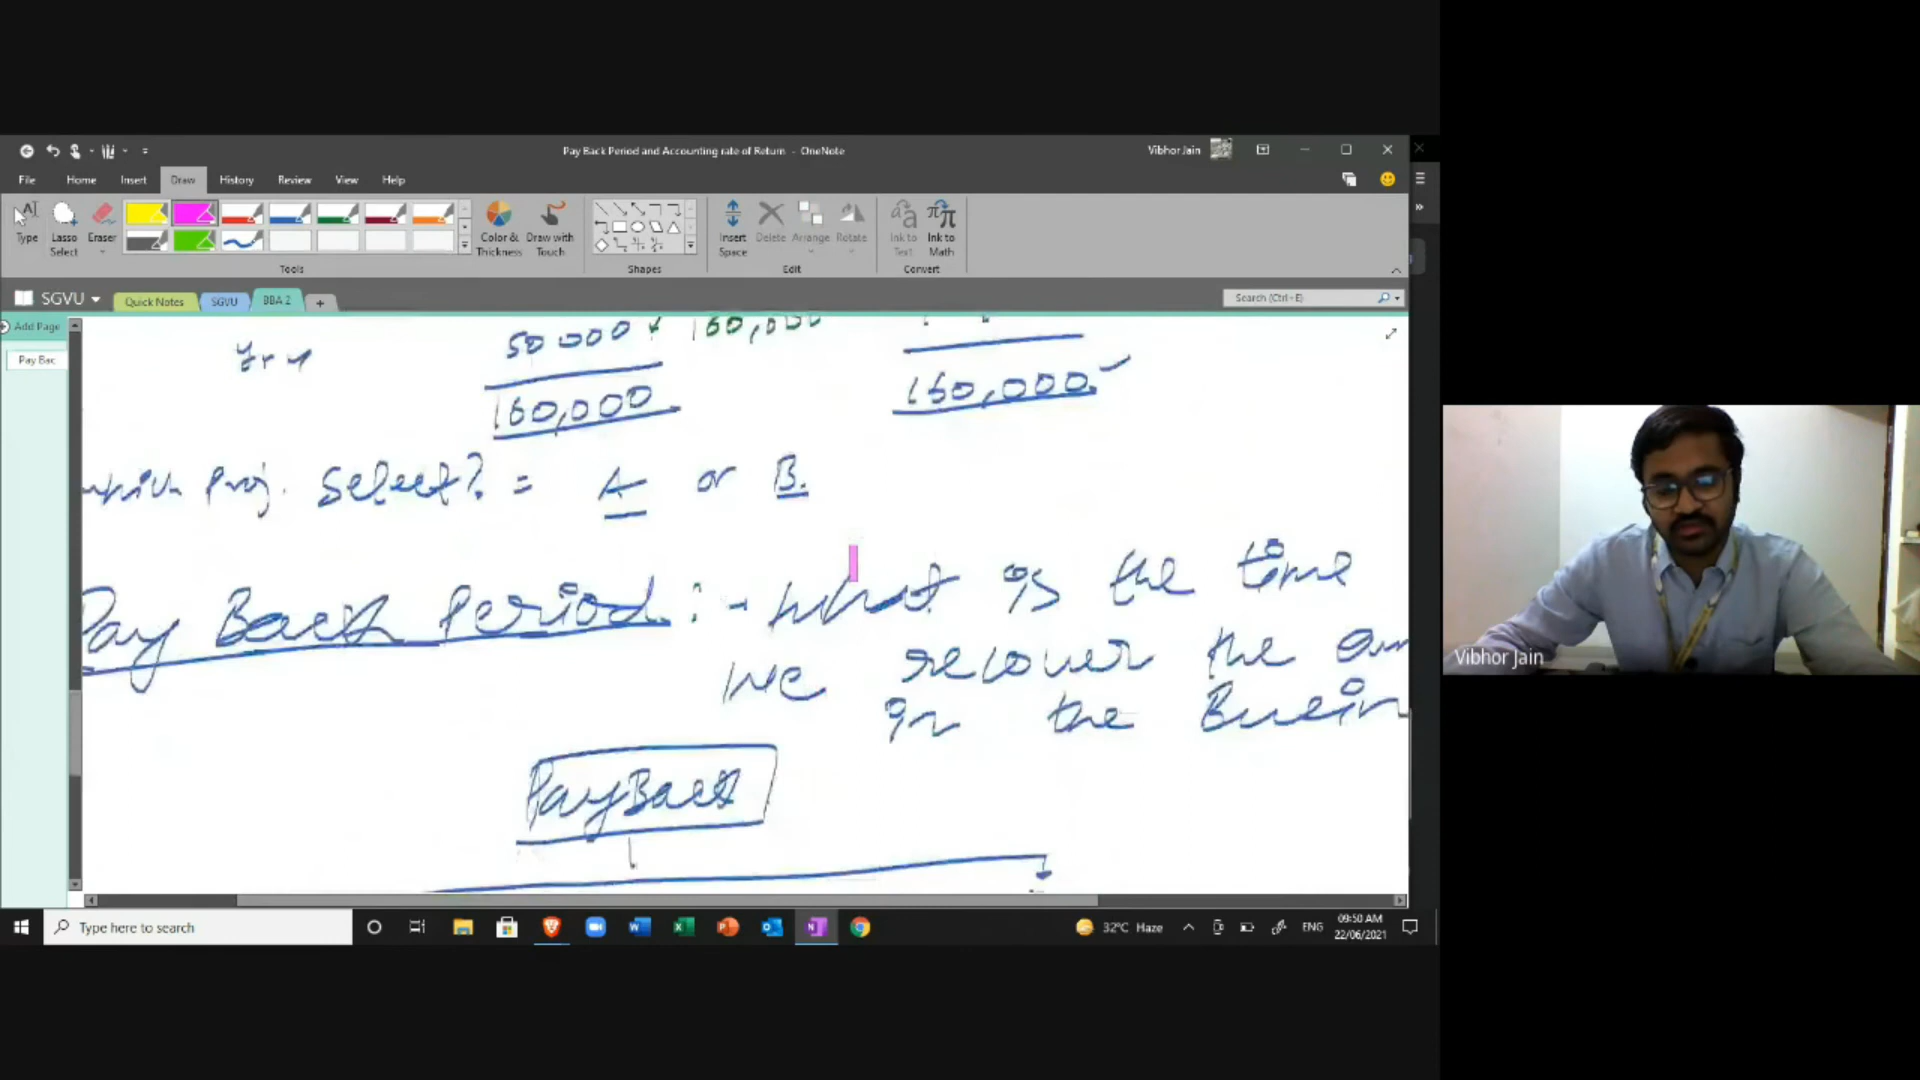 Pay Back Period and Accounting rate of Return - OneNote
Vibhor Jain
File Home Insert Draw History Review View Help
Type
Lasso Select
Eraser
Color & Thickness
Draw with Touch
Insert Space
Delete
Arrange
Rotate
Ink to Text
Ink to Math
Tools
Shapes
Edit
Convert
SGVU
Quick Notes
SGVU
BBA 2
Search (Ctrl+E)
Add Page
Pay Bac
50000 160,000
Yr 4
160,000 160,000
which Proj. Select? = A or B.
Pay Back Period :- what is the time
we recover the
in the Busin
PayBack
Vibhor Jain
Type here to search
32°C Haze
ENG
09:50 AM
22/06/2021